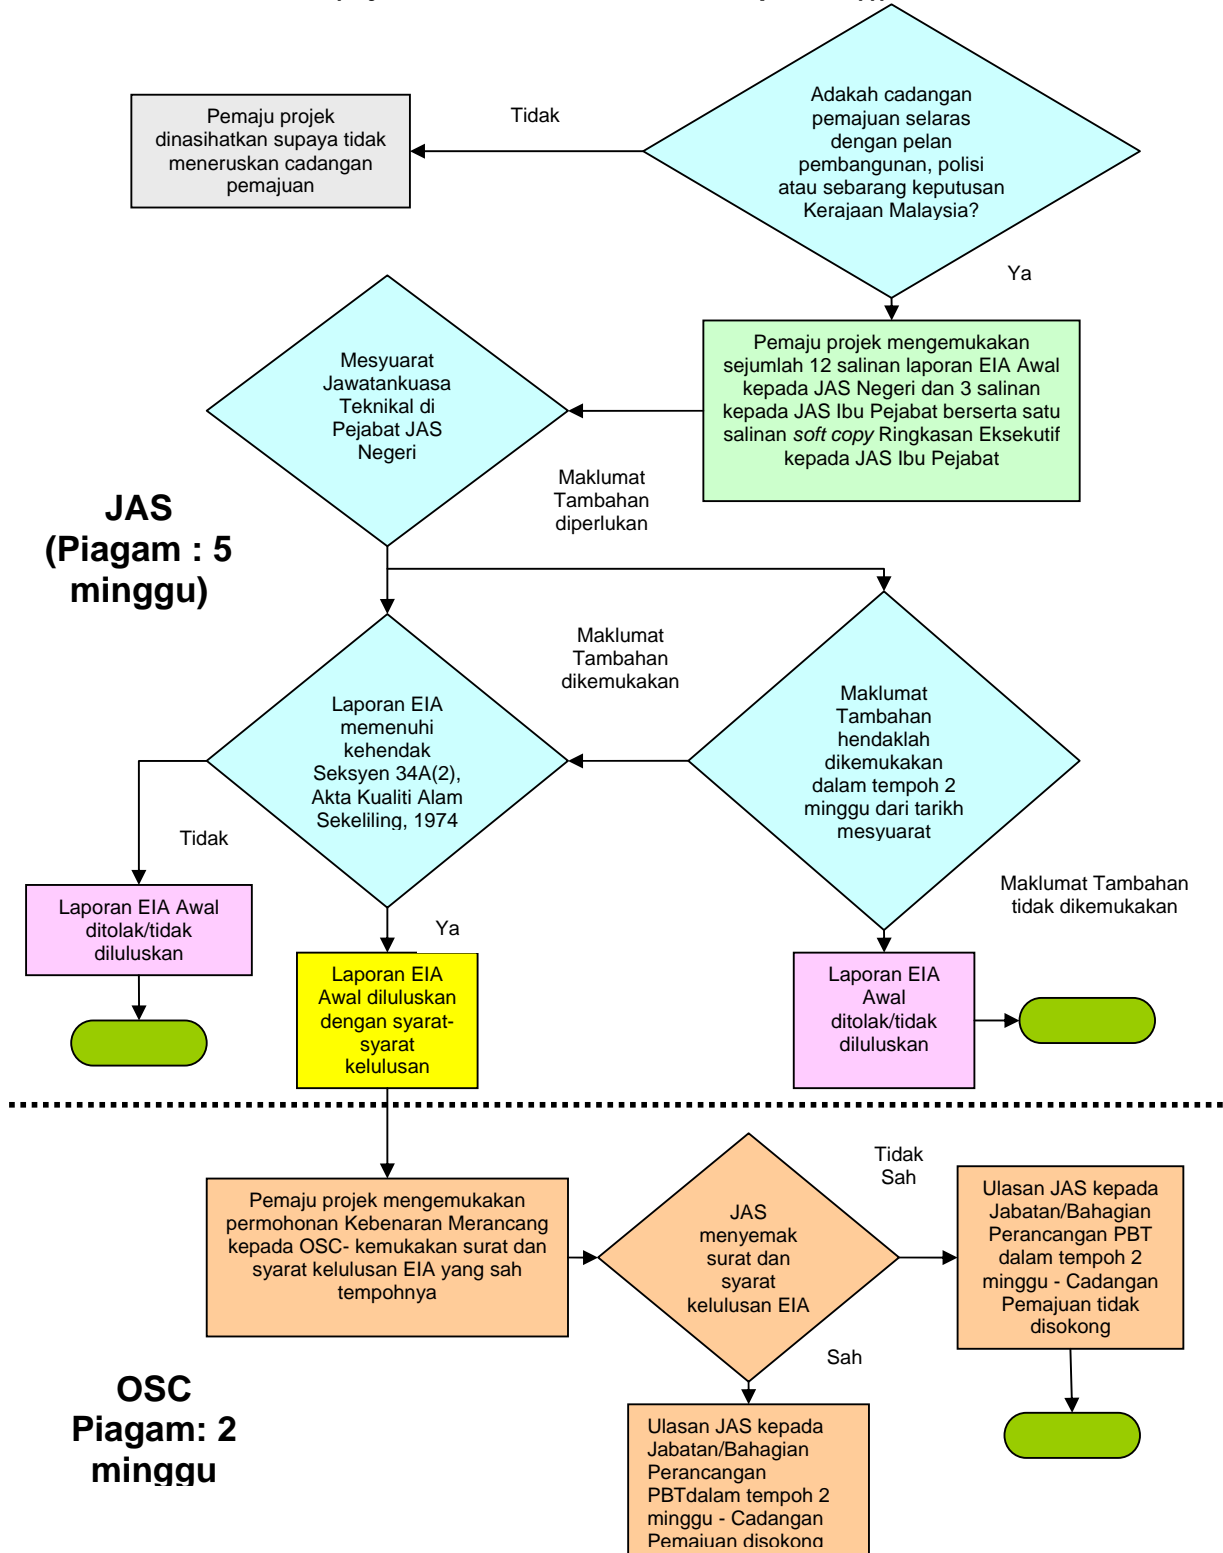 Adakah cadangan
pemajuan selaras
dengan pelan
pembangunan, polisi
atau sebarang keputusan
Kerajaan Malaysia?
Tidak
Pemaju projek
dinasihatkan supaya tidak
meneruskan cadangan
pemajuan
Ya
Pemaju projek mengemukakan
sejumlah 12 salinan laporan EIA Awal
kepada JAS Negeri dan 3 salinan
kepada JAS Ibu Pejabat berserta satu
salinan soft copy Ringkasan Eksekutif
kepada JAS Ibu Pejabat
Mesyuarat
Jawatankuasa
Teknikal di
Pejabat JAS
Negeri
Maklumat
Tambahan
diperlukan
JAS
(Piagam : 5
minggu)
Maklumat
Tambahan
dikemukakan
Laporan EIA
memenuhi
kehendak
Seksyen 34A(2),
Akta Kualiti Alam
Sekeliling, 1974
Maklumat
Tambahan
hendaklah
dikemukakan
dalam tempoh 2
minggu dari tarikh
mesyuarat
Tidak
Laporan EIA Awal
ditolak/tidak
diluluskan
Ya
Laporan EIA
Awal diluluskan
dengan syarat-
syarat
kelulusan
Maklumat Tambahan
tidak dikemukakan
Laporan EIA
Awal
ditolak/tidak
diluluskan
Pemaju projek mengemukakan
permohonan Kebenaran Merancang
kepada OSC- kemukakan surat dan
syarat kelulusan EIA yang sah
tempohnya
JAS
menyemak
surat dan
syarat
kelulusan EIA
Tidak
Sah
Ulasan JAS kepada
Jabatan/Bahagian
Perancangan PBT
dalam tempoh 2
minggu - Cadangan
Pemajuan tidak
disokong
Sah
OSC
Piagam: 2
minggu
Ulasan JAS kepada
Jabatan/Bahagian
Perancangan
PBTdalam tempoh 2
minggu - Cadangan
Pemajuan disokong